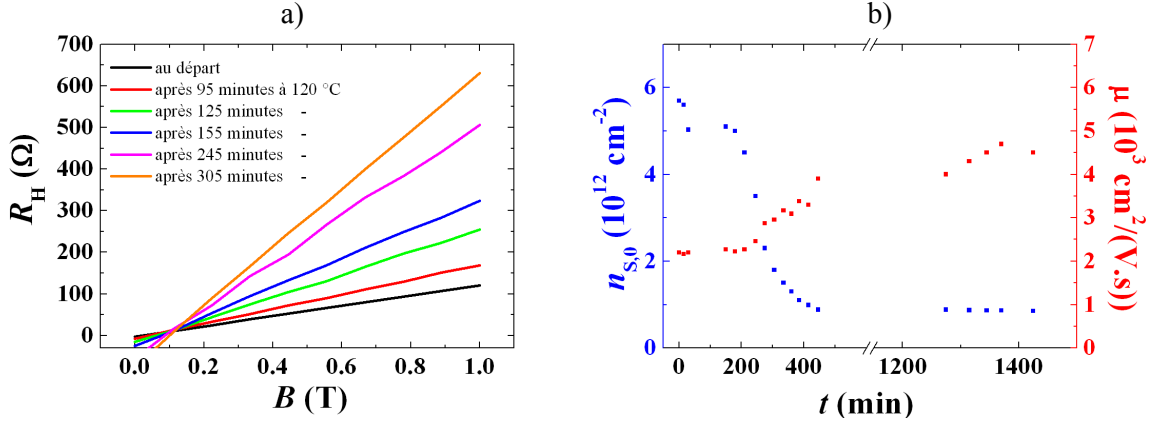 a)
700
600
500
400
300
200
100
0
R_H (Ω)
au départ
après 95 minutes à 120 °C
après 125 minutes -
après 155 minutes -
après 245 minutes -
après 305 minutes -
0.0 0.2 0.4 0.6 0.8 1.0
B (T)
b)
6
4
2
0
n_S,0 (10^12 cm^-2)
7
6
5
4
3
2
1
0
μ (10^3 cm^2/(V.s))
0 200 400 1200 1400
t (min)